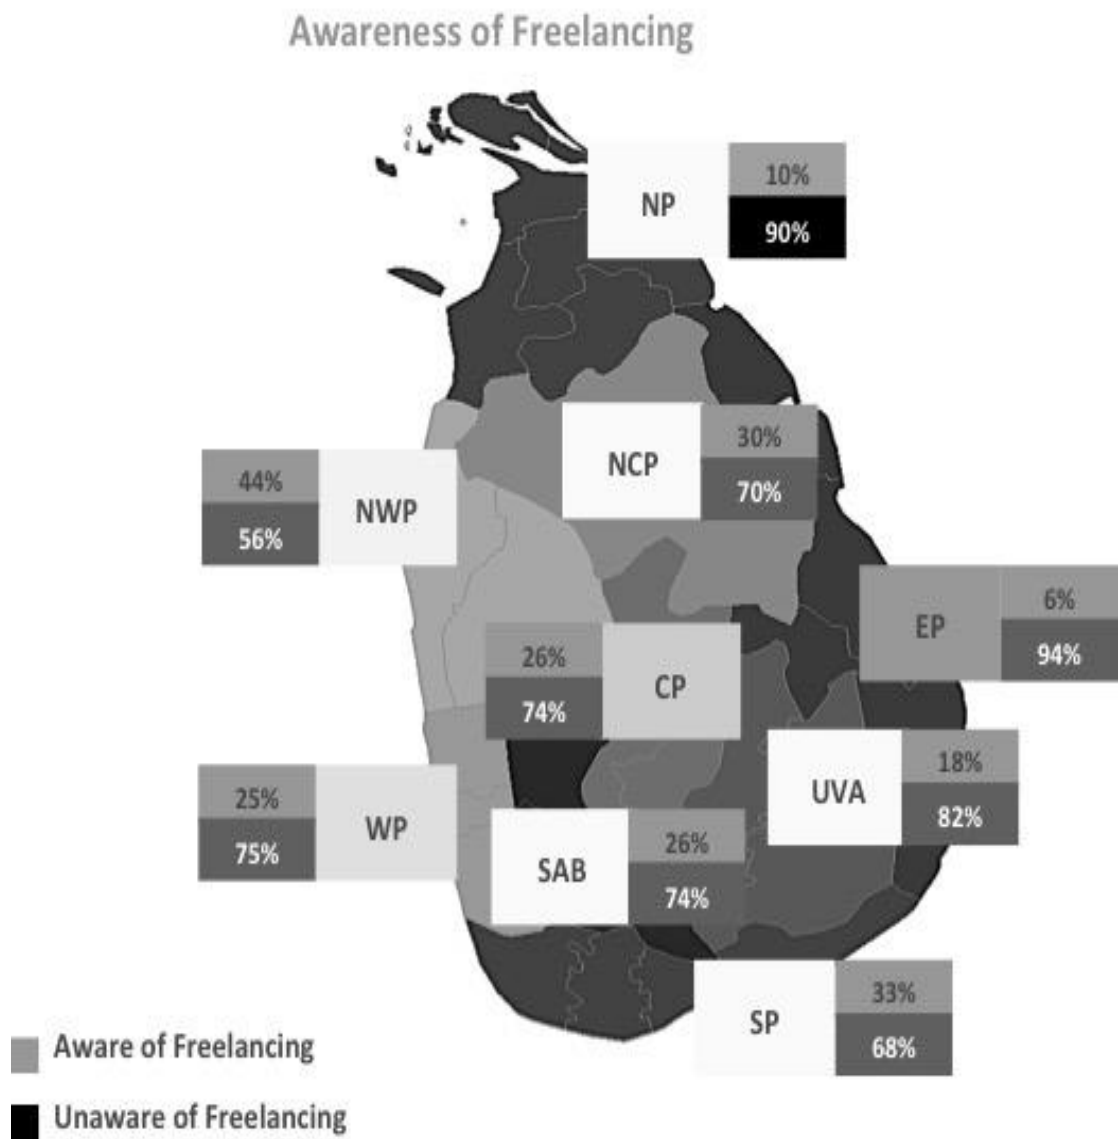 Awareness of Freelancing
NP
10%
90%
NCP
30%
70%
44%
56%
NWP
EP
6%
94%
26%
74%
CP
UVA
18%
82%
25%
75%
WP
SAB
26%
74%
SP
33%
68%
Aware of Freelancing
Unaware of Freelancing